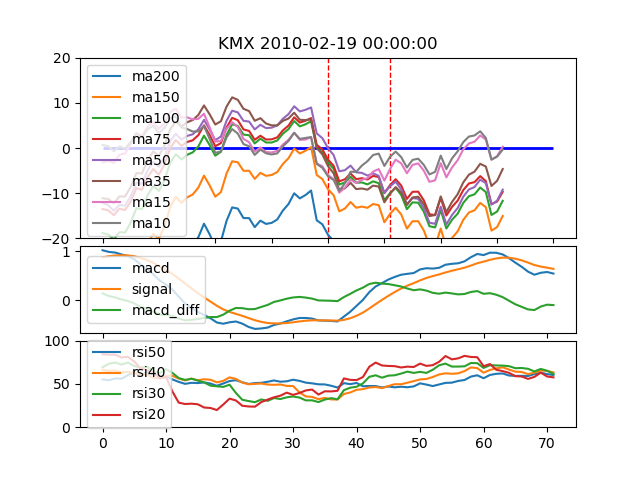 KMX 2010-02-19 00:00:00
20
10
0
−10
−20
ma200
ma150
ma100
ma75
ma50
ma35
ma15
ma10
1
0
macd
signal
macd_diff
100
50
0
rsi50
rsi40
rsi30
rsi20
0 10 20 30 40 50 60 70